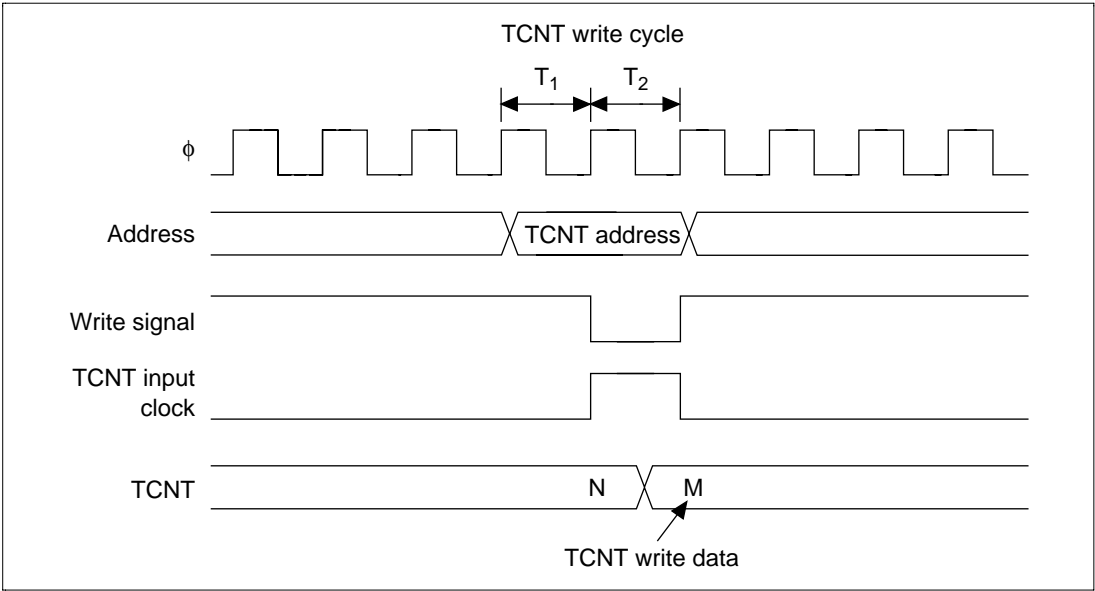 TCNT write cycle
T1 T2
ϕ
Address
TCNT address
Write signal
TCNT input
clock
TCNT
N M
TCNT write data